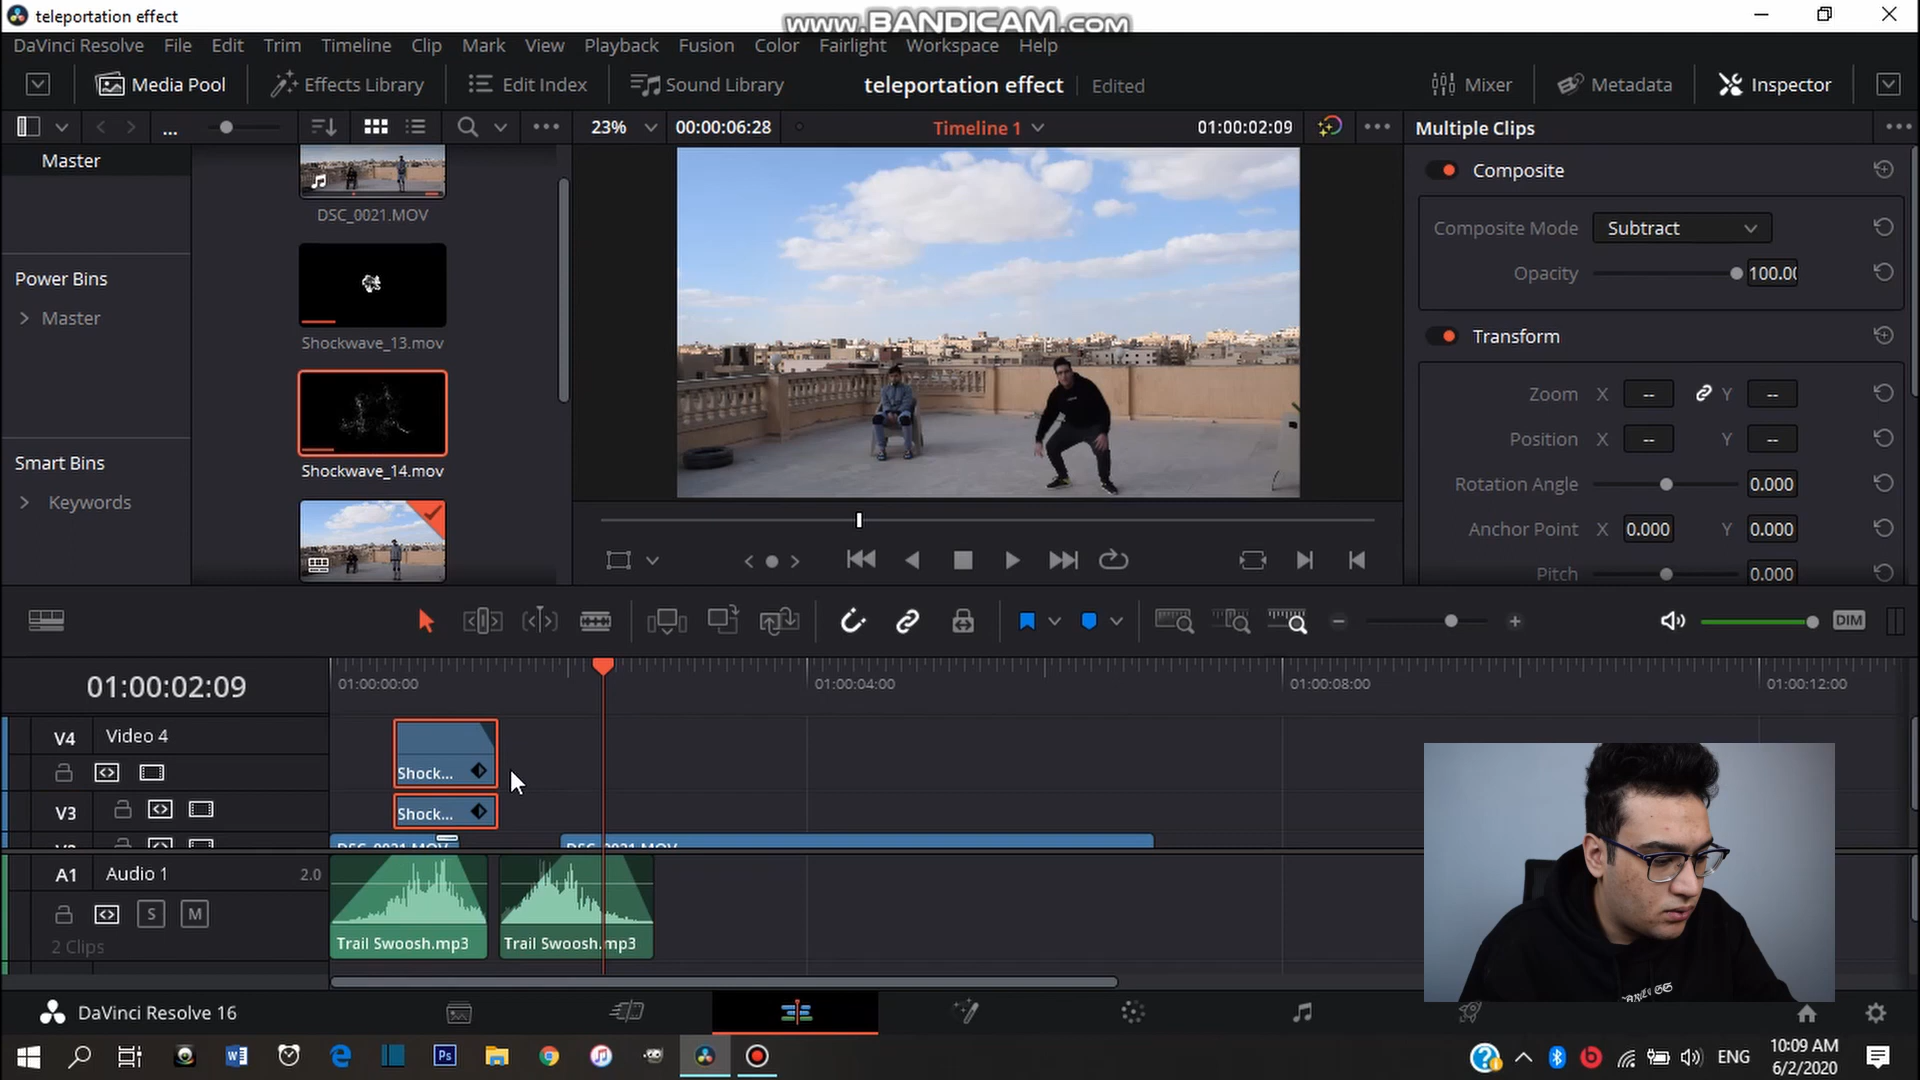 teleportation effect
www.BANDICAM.com
DaVinci Resolve File Edit Trim Timeline Clip Mark View Playback Fusion Color Fairlight Workspace Help
Media Pool Effects Library Edit Index Sound Library teleportation effect Edited Mixer Metadata Inspector
... 23% 00:00:06:28 Timeline 1 01:00:02:09 Multiple Clips
Master
DSC_0021.MOV
Shockwave_13.mov
Shockwave_14.mov
Power Bins
Master
Smart Bins
Keywords
Composite
Composite Mode Subtract
Opacity 100.00
Transform
Zoom X -- Y --
Position X -- Y --
Rotation Angle 0.000
Anchor Point X 0.000 Y 0.000
Pitch 0.000
DIM
01:00:02:09
01:00:00:00 01:00:04:00 01:00:08:00 01:00:12:00
V4 Video 4
Shock...
V3
Shock...
DSC_0021.MOV DSC_0021.MOV
A1 Audio 1 2.0
S M
2 Clips
Trail Swoosh.mp3 Trail Swoosh.mp3
DaVinci Resolve 16
Ps
ENG
10:09 AM
6/2/2020